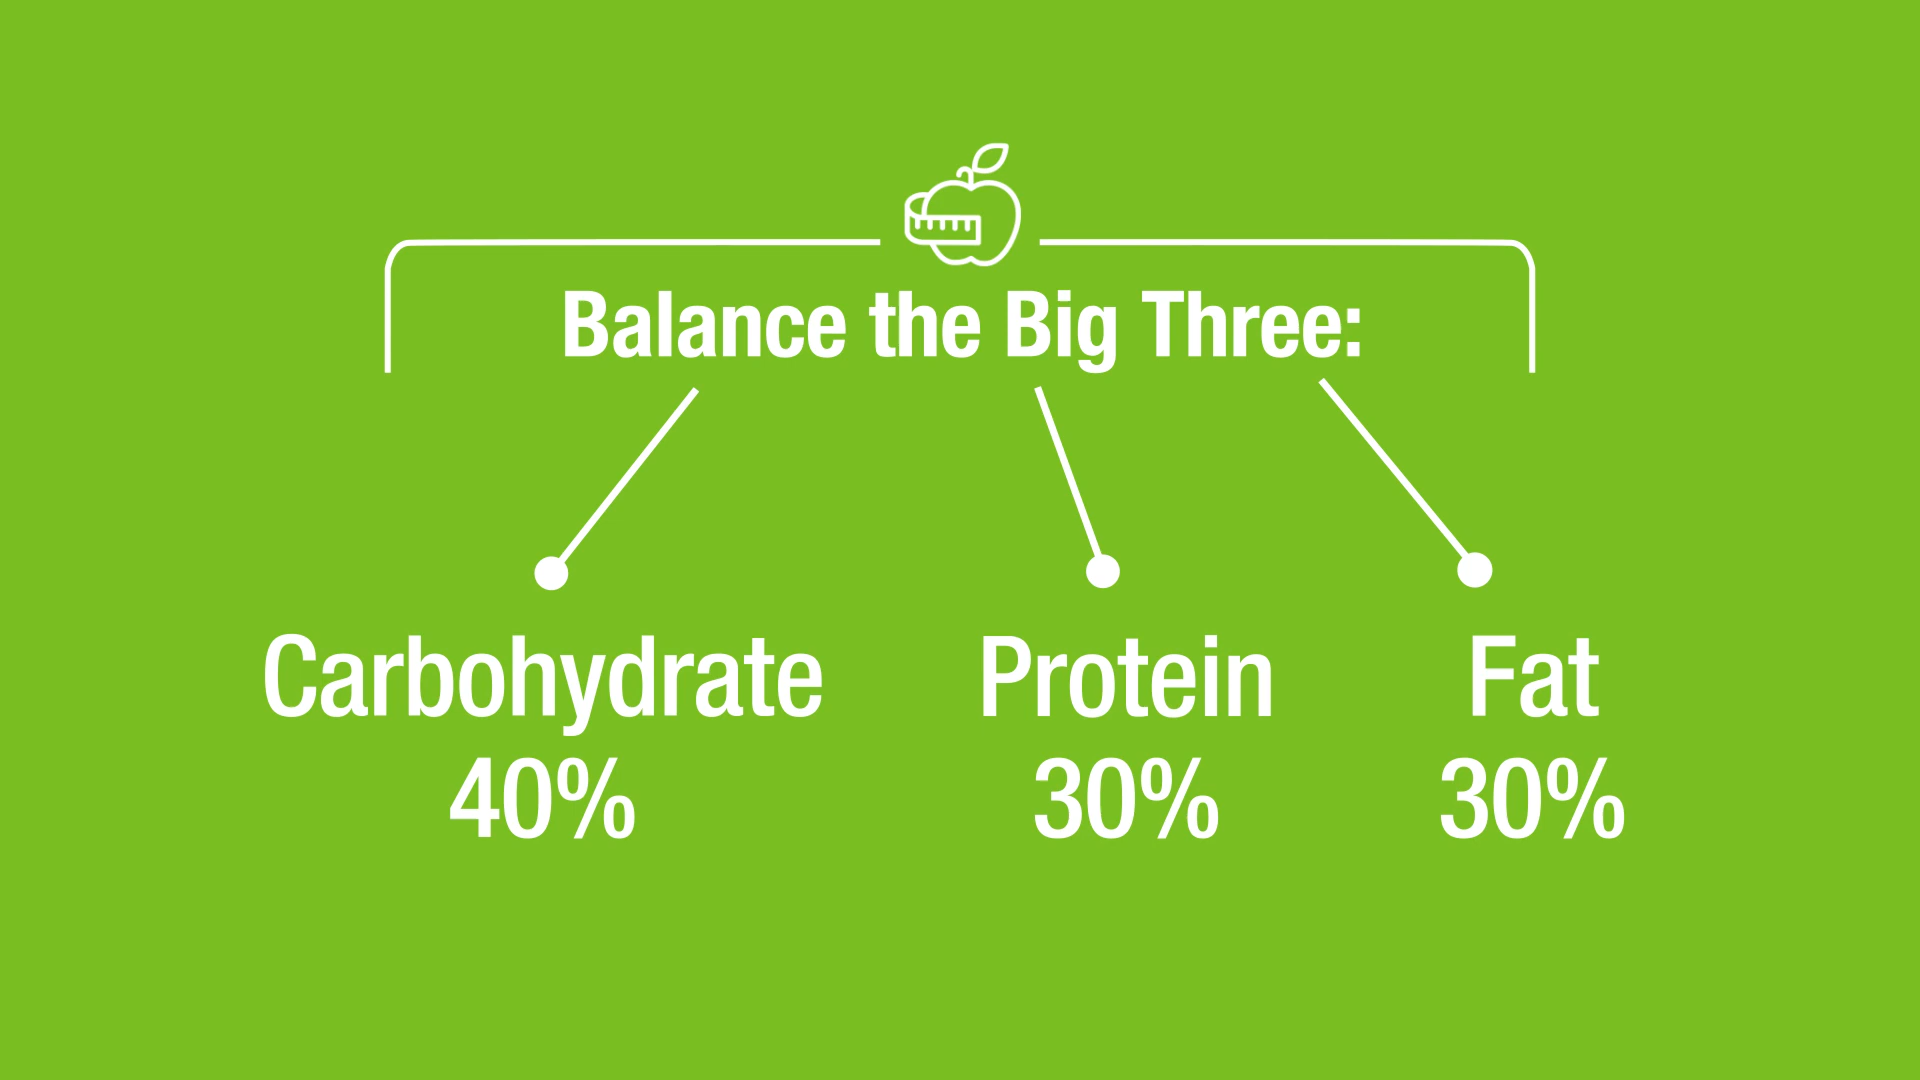 Balance the Big Three:
Carbohydrate
40%
Protein
30%
Fat
30%